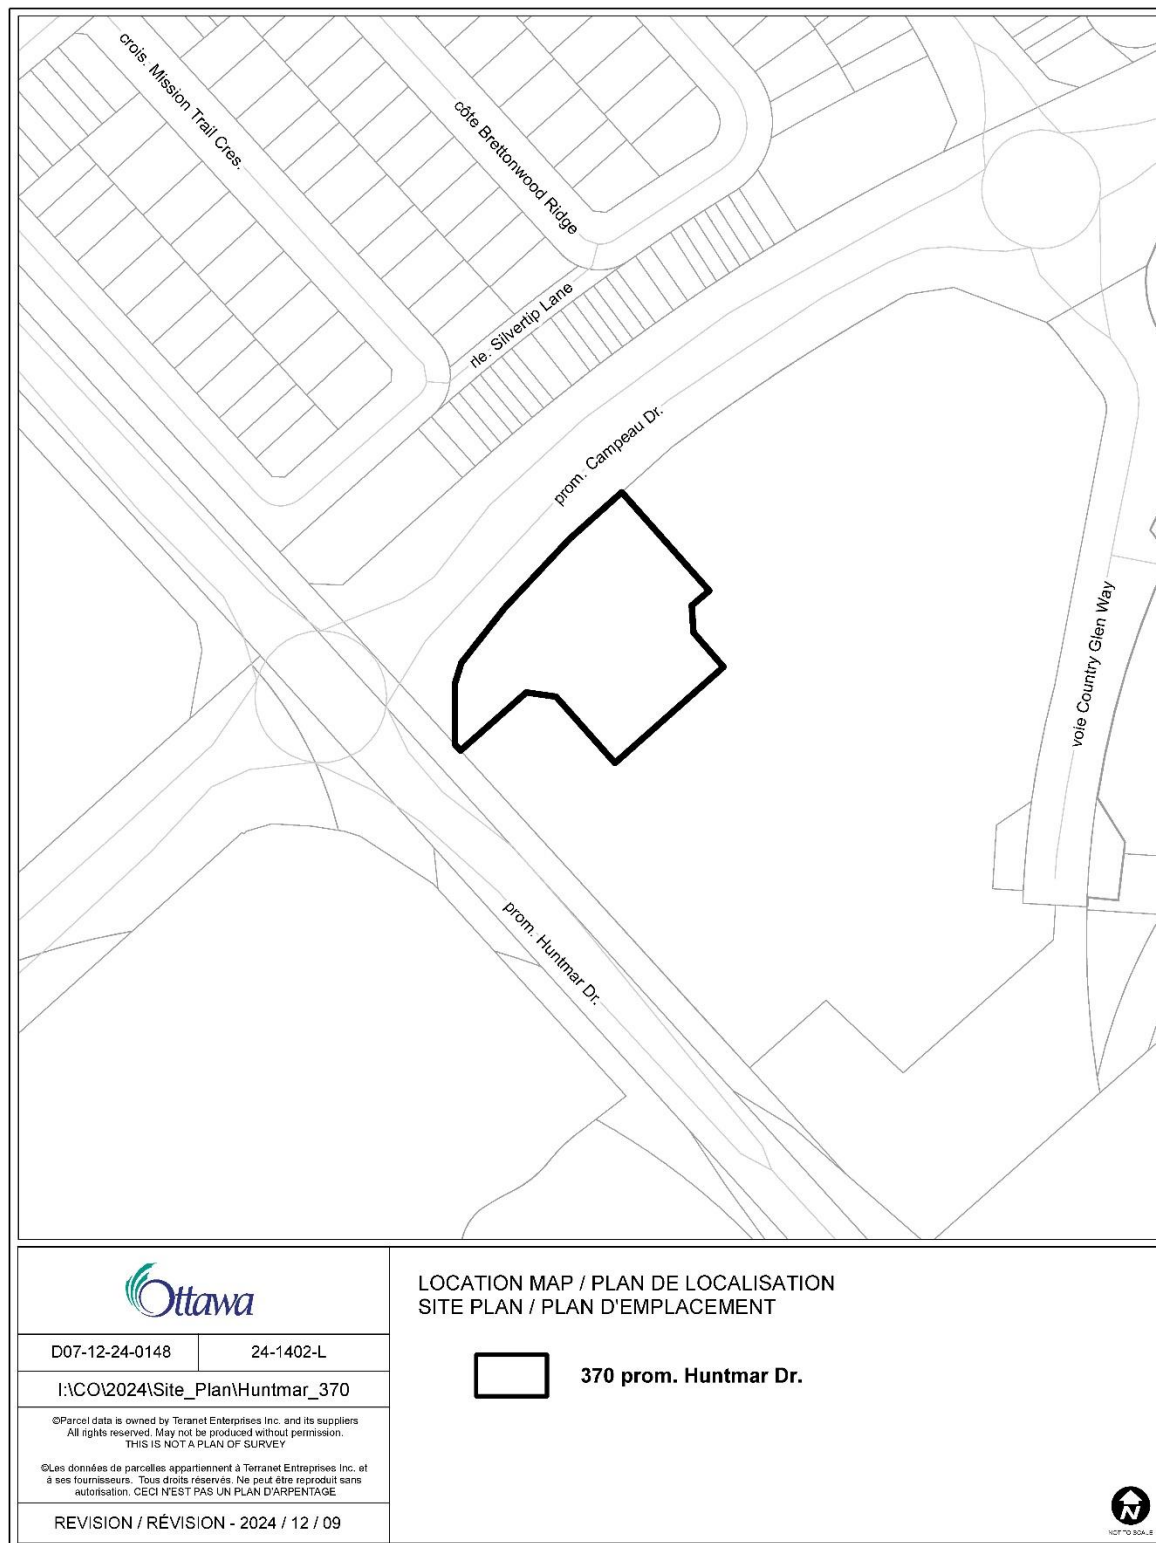 crois. Mission Trail Cres.
côte Brettonwood Ridge
rle. Silvertip Lane
prom. Campeau Dr.
voie Country Glen Way
prom. Huntmar Dr.
Ottawa
D07-12-24-0148
24-1402-L
I:\CO\2024\Site_Plan\Huntmar_370
©Parcel data is owned by Teranet Enterprises Inc. and its suppliers
All rights reserved. May not be produced without permission.
THIS IS NOT A PLAN OF SURVEY
©Les données de parcelles appartiennent à Terranet Entreprises Inc. et
à ses fournisseurs. Tous droits réservés. Ne peut être reproduit sans
autorisation. CECI N'EST PAS UN PLAN D'ARPENTAGE
REVISION / RÉVISION - 2024 / 12 / 09
LOCATION MAP / PLAN DE LOCALISATION
SITE PLAN / PLAN D'EMPLACEMENT
370 prom. Huntmar Dr.
N
NOT TO SCALE